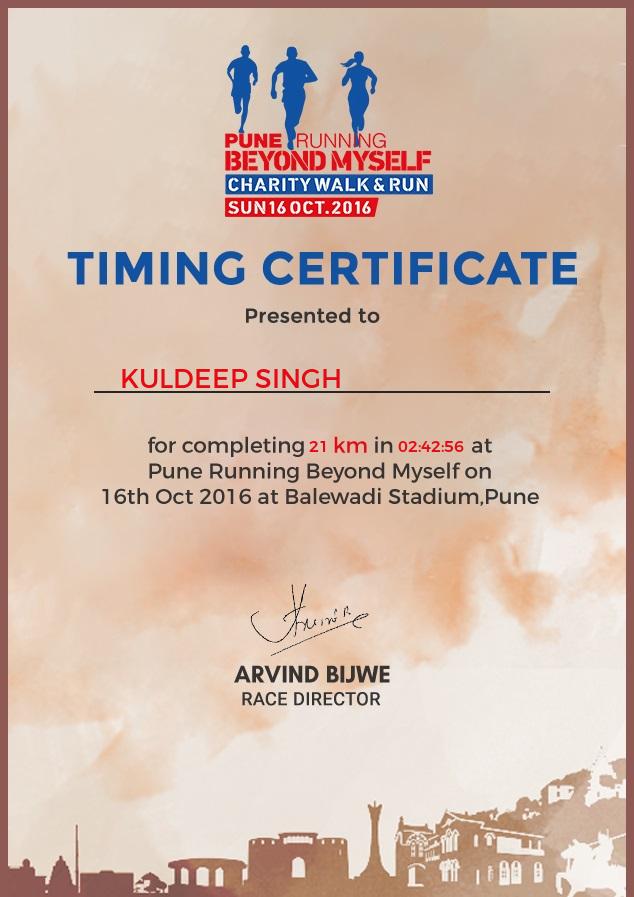 PUNE RUNNING
BEYOND MYSELF
CHARITY WALK & RUN
SUN 16 OCT. 2016
TIMING CERTIFICATE
Presented to
KULDEEP SINGH
for completing 21 km in 02:42:56 at
Pune Running Beyond Myself on
16th Oct 2016 at Balewadi Stadium,Pune
ARVIND BIJWE
RACE DIRECTOR